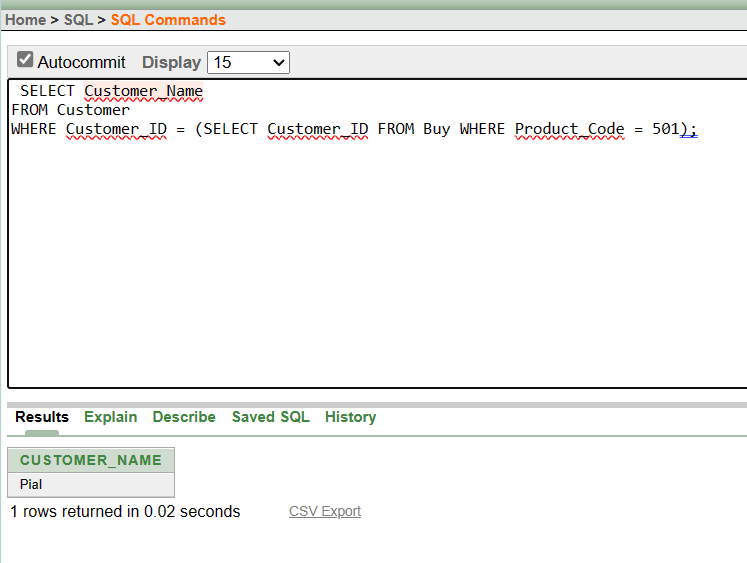 Home > SQL > SQL Commands
Autocommit Display 15
SELECT Customer_Name
FROM Customer
WHERE Customer_ID = (SELECT Customer_ID FROM Buy WHERE Product_Code = 501);
Results Explain Describe Saved SQL History
CUSTOMER_NAME
Pial
1 rows returned in 0.02 seconds CSV Export